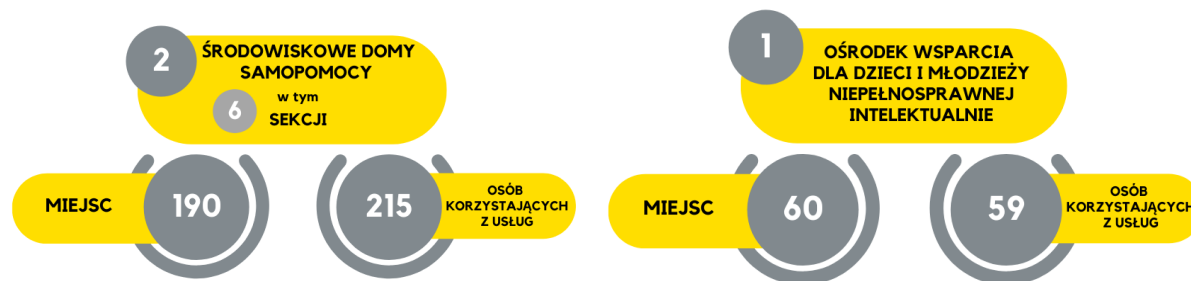 2
ŚRODOWISKOWE DOMY
SAMOPOMOCY
w tym
6
SEKCJI
MIEJSC
190
215
OSÓB
KORZYSTAJĄCYCH
Z USŁUG
1
OŚRODEK WSPARCIA
DLA DZIECI I MŁODZIEŻY
NIEPEŁNOSPRAWNEJ
INTELEKTUALNIE
MIEJSC
60
59
OSÓB
KORZYSTAJĄCYCH
Z USŁUG